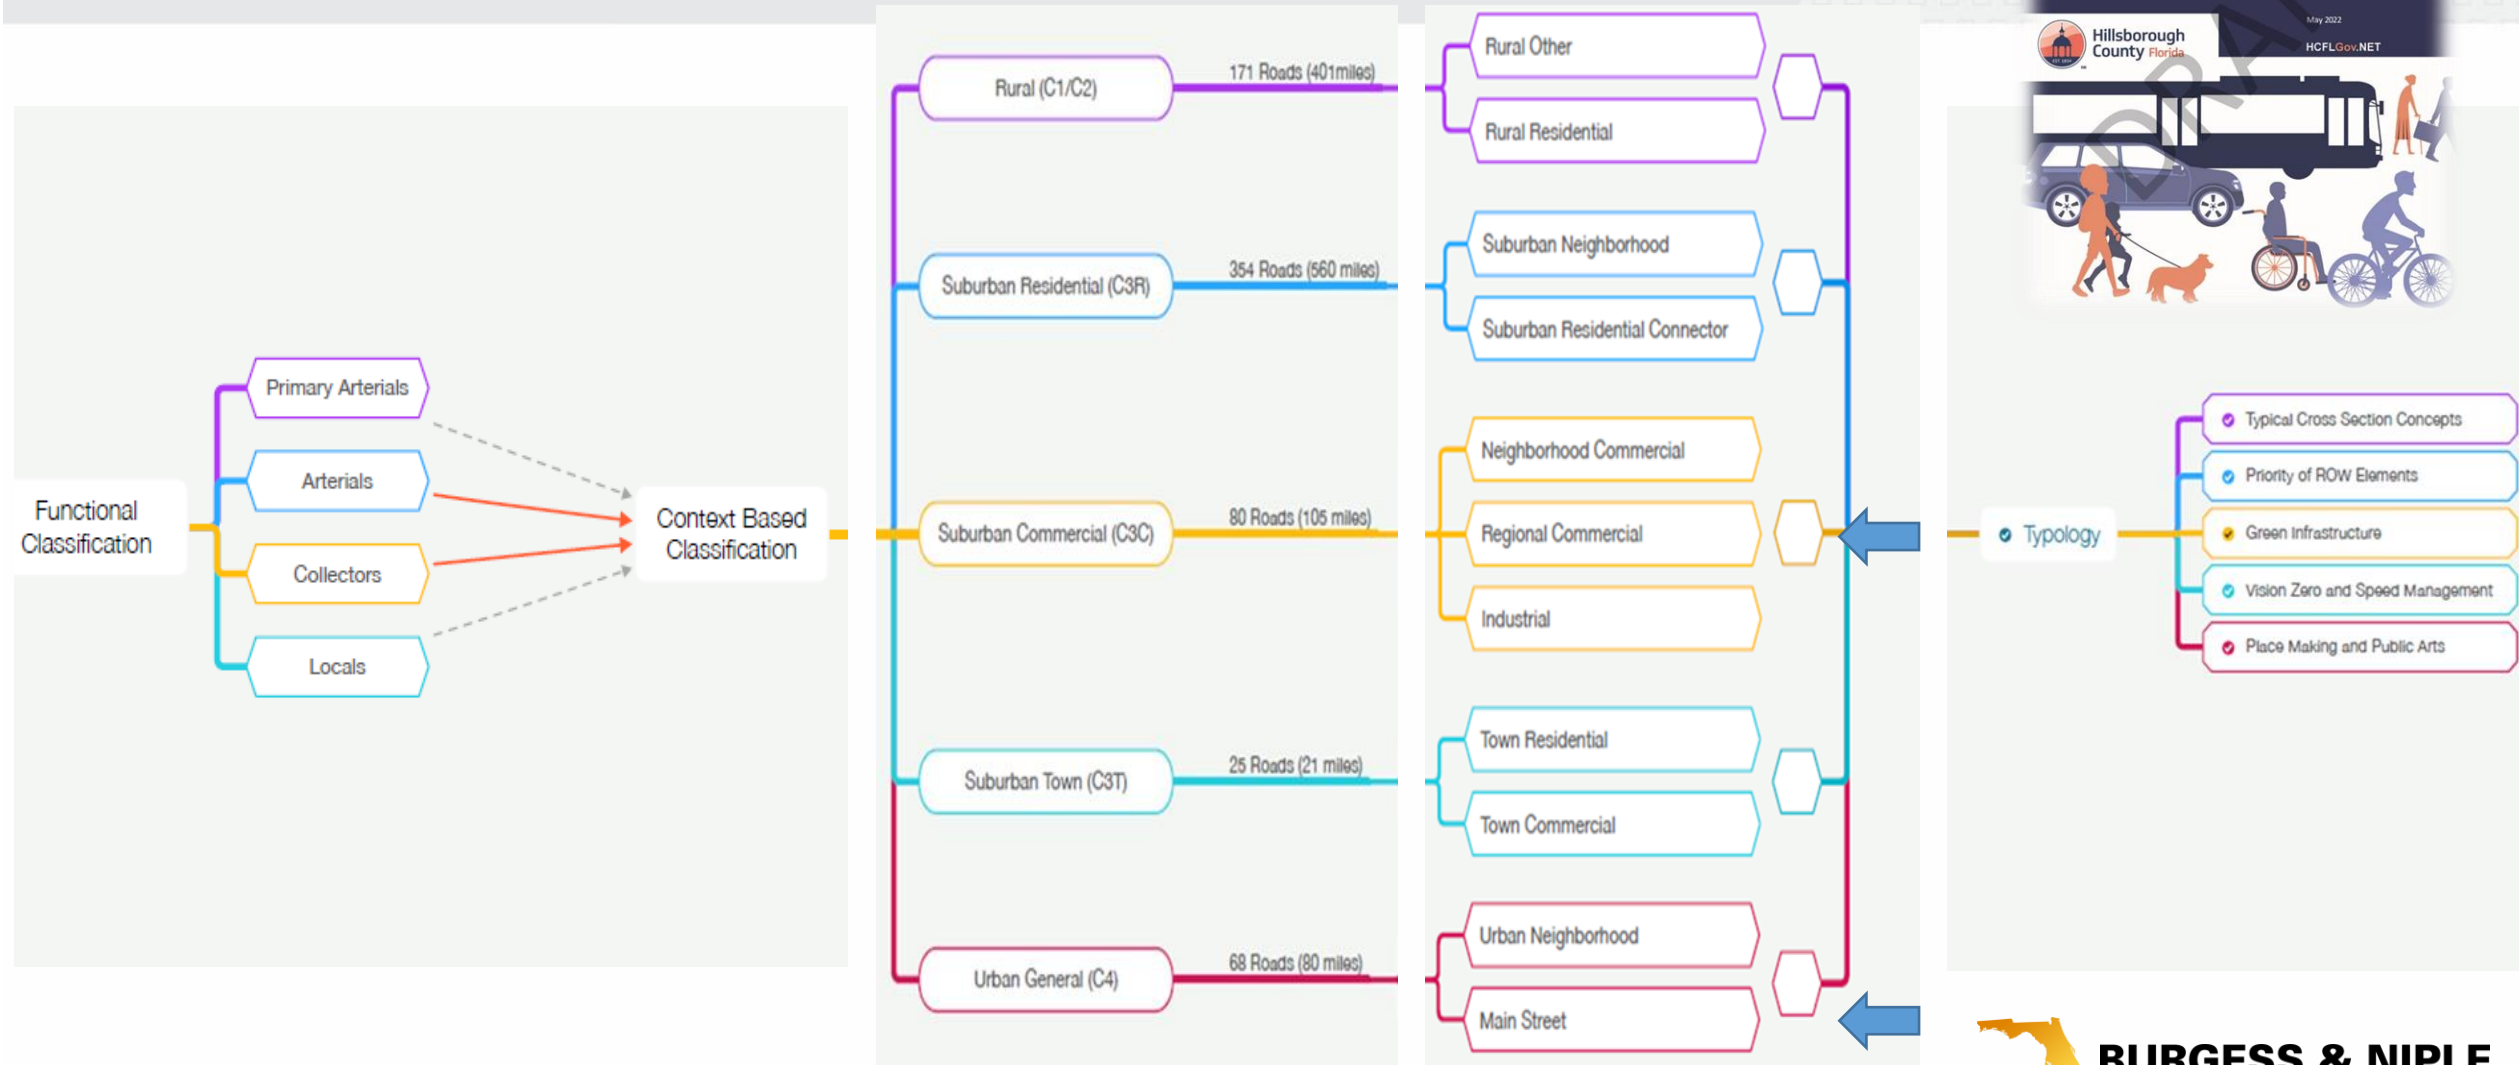 Functional
Classification
Primary Arterials
Arterials
Collectors
Locals
Context Based
Classification
Rural (C1/C2)
171 Roads (401miles)
Suburban Residential (C3R)
354 Roads (560 miles)
Suburban Commercial (C3C)
80 Roads (105 miles)
Suburban Town (C3T)
25 Roads (21 miles)
Urban General (C4)
68 Roads (80 miles)
Rural Other
Rural Residential
Suburban Neighborhood
Suburban Residential Connector
Neighborhood Commercial
Regional Commercial
Industrial
Town Residential
Town Commercial
Urban Neighborhood
Main Street
Hillsborough
County Florida
May 2022
HCFLGov.NET
Typology
Typical Cross Section Concepts
Priority of ROW Elements
Green Infrastructure
Vision Zero and Speed Management
Place Making and Public Arts
BURGESS & NIPLE